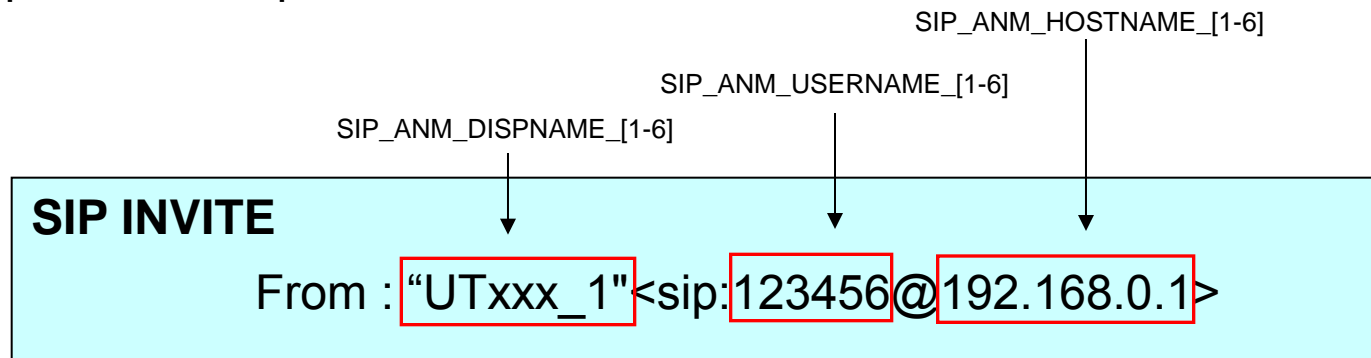 SIP_ANM_HOSTNAME_[1-6]
SIP_ANM_USERNAME_[1-6]
SIP_ANM_DISPNAME_[1-6]
SIP INVITE
From : “UTxxx_1"<sip:123456@192.168.0.1>